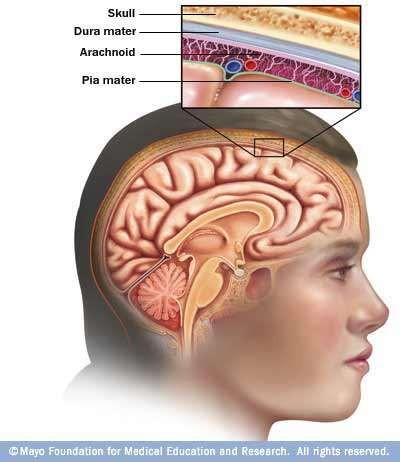 Skull
Dura mater
Arachnoid
Pia mater
© Mayo Foundation for Medical Education and Research. All rights reserved.